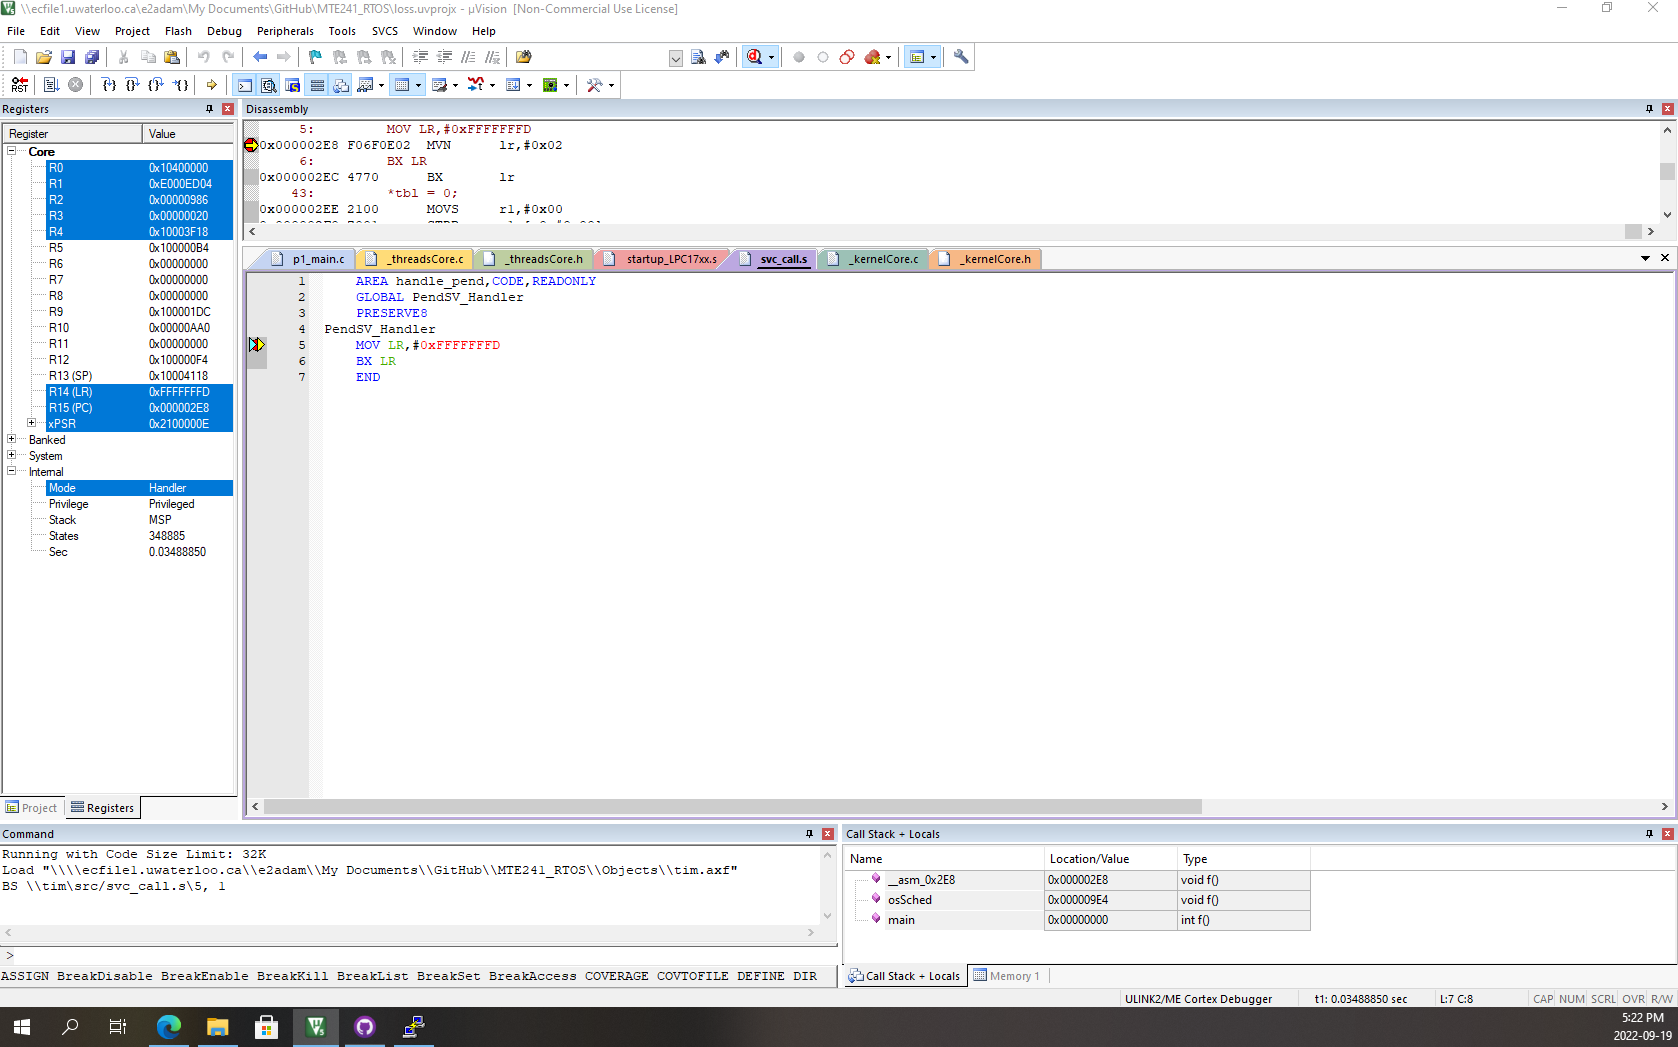 \\ecfile1.uwaterloo.ca\e2adam\My Documents\GitHub\MTE241_RTOS\loss.uvprojx - µVision  [Non-Commercial Use License]
File Edit View Project Flash Debug Peripherals Tools SVCS Window Help
RST
Registers
Register Value
Core
R0 0x10400000
R1 0xE000ED04
R2 0x00000986
R3 0x00000020
R4 0x10003F18
R5 0x100000B4
R6 0x00000000
R7 0x00000000
R8 0x00000000
R9 0x100001DC
R10 0x00000AA0
R11 0x00000000
R12 0x100000F4
R13 (SP) 0x10004118
R14 (LR) 0xFFFFFFFD
R15 (PC) 0x000002E8
xPSR 0x2100000E
Banked
System
Internal
Mode Handler
Privilege Privileged
Stack MSP
States 348885
Sec 0.03488850
Project Registers
Disassembly
5: MOV LR,#0xFFFFFFFD
0x000002E8 F06F0E02 MVN lr,#0x02
6: BX LR
0x000002EC 4770 BX lr
43: *tbl = 0;
0x000002EE 2100 MOVS r1,#0x00
p1_main.c _threadsCore.c _threadsCore.h startup_LPC17xx.s svc_call.s _kernelCore.c _kernelCore.h
1 AREA handle_pend,CODE,READONLY
2 GLOBAL PendSV_Handler
3 PRESERVE8
4 PendSV_Handler
5 MOV LR,#0xFFFFFFFD
6 BX LR
7 END
Command
Running with Code Size Limit: 32K
Load "\\\\ecfile1.uwaterloo.ca\\e2adam\\My Documents\\GitHub\\MTE241_RTOS\\Objects\\tim.axf"
BS \\tim\src/svc_call.s\5, 1
>
ASSIGN BreakDisable BreakEnable BreakKill BreakList BreakSet BreakAccess COVERAGE COVTOFILE DEFINE DIR
Call Stack + Locals
Name Location/Value Type
__asm_0x2E8 0x000002E8 void f()
osSched 0x000009E4 void f()
main 0x00000000 int f()
Call Stack + Locals Memory 1
ULINK2/ME Cortex Debugger t1: 0.03488850 sec L:7 C:8 CAP NUM SCRL OVR R/W
5:22 PM
2022-09-19